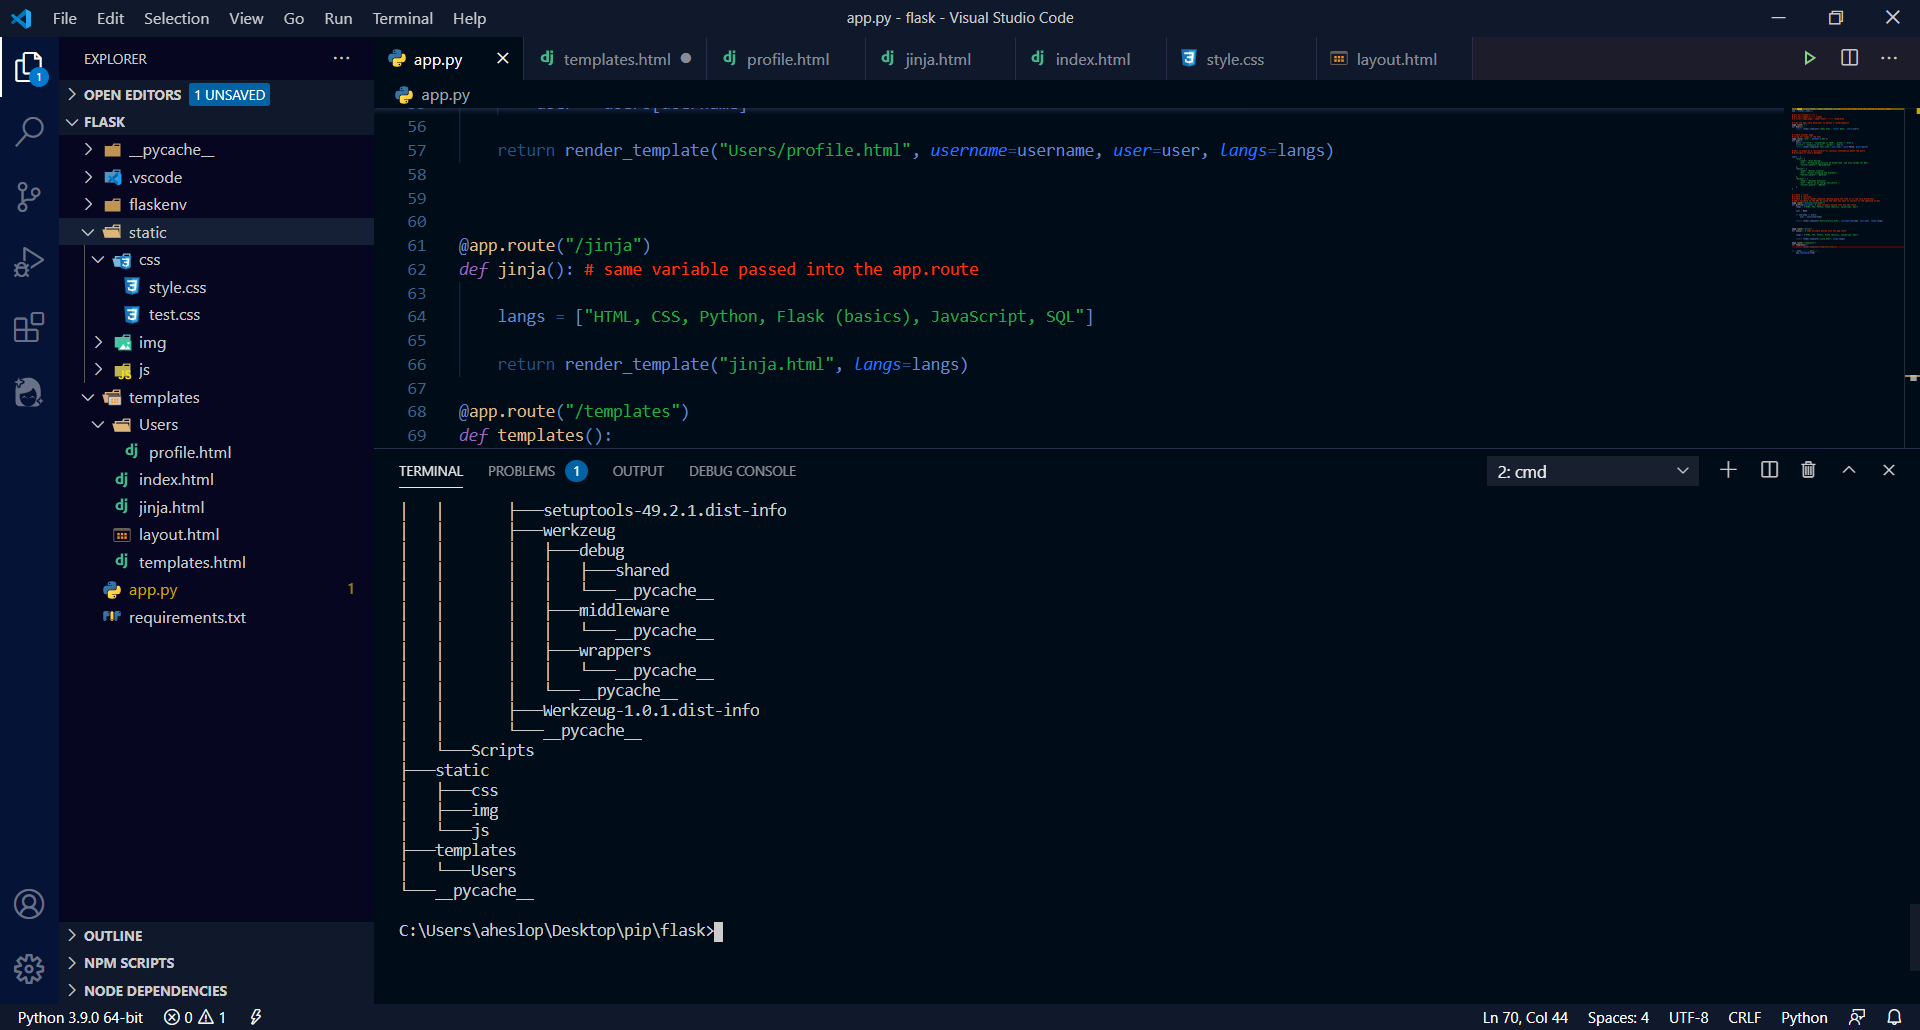 File Edit Selection View Go Run Terminal Help
app.py - flask - Visual Studio Code
EXPLORER
OPEN EDITORS 1 UNSAVED
FLASK
__pycache__
.vscode
flaskenv
static
css
style.css
test.css
img
js
templates
Users
profile.html
index.html
jinja.html
layout.html
templates.html
app.py 1
requirements.txt
OUTLINE
NPM SCRIPTS
NODE DEPENDENCIES
app.py templates.html profile.html jinja.html index.html style.css layout.html
app.py
56
57 return render_template("Users/profile.html", username=username, user=user, langs=langs)
58
59
60
61 @app.route("/jinja")
62 def jinja(): # same variable passed into the app.route
63
64 langs = ["HTML, CSS, Python, Flask (basics), JavaScript, SQL"]
65
66 return render_template("jinja.html", langs=langs)
67
68 @app.route("/templates")
69 def templates():
TERMINAL PROBLEMS 1 OUTPUT DEBUG CONSOLE 2: cmd
│   │       ├───setuptools-49.2.1.dist-info
│   │       ├───werkzeug
│   │       │   ├───debug
│   │       │   │   ├───shared
│   │       │   │   └───__pycache__
│   │       │   ├───middleware
│   │       │   │   └───__pycache__
│   │       │   ├───wrappers
│   │       │   │   └───__pycache__
│   │       │   └───__pycache__
│   │       ├───Werkzeug-1.0.1.dist-info
│   │       └───__pycache__
│   └───Scripts
├───static
│   ├───css
│   ├───img
│   └───js
├───templates
│   └───Users
└───__pycache__
C:\Users\aheslop\Desktop\pip\flask>
Python 3.9.0 64-bit 0 1 Ln 70, Col 44 Spaces: 4 UTF-8 CRLF Python